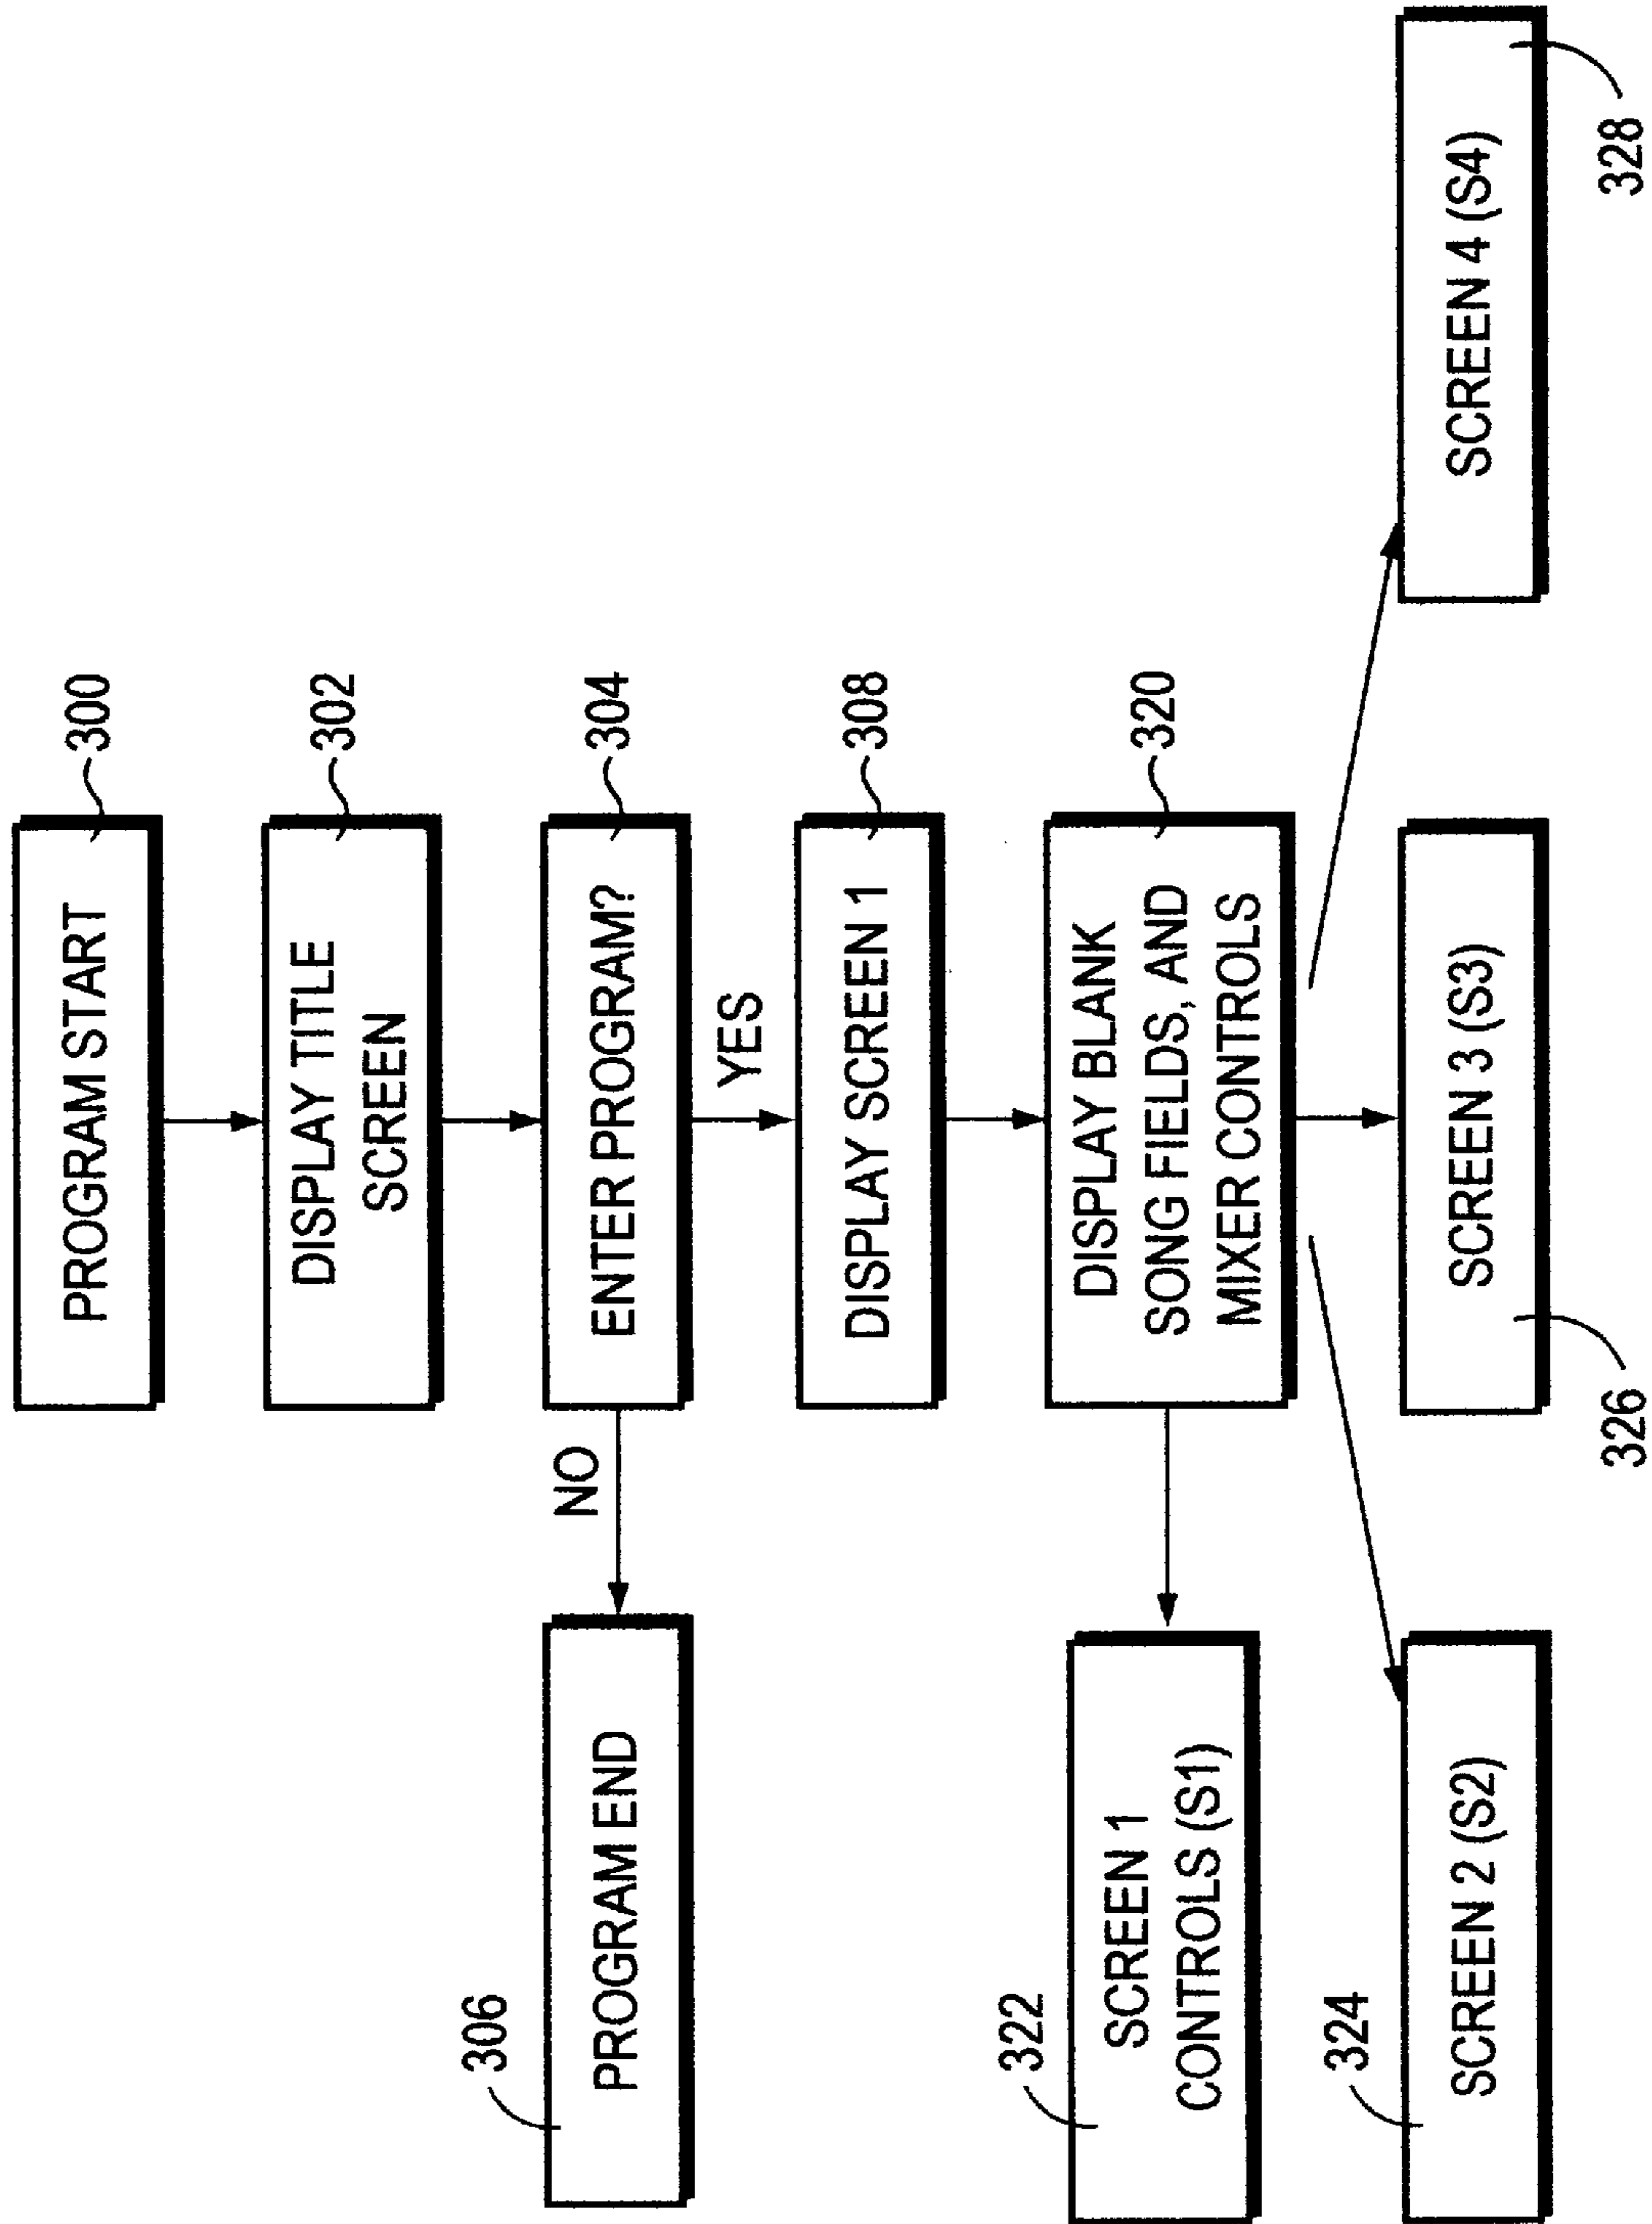 PROGRAM START
300
DISPLAY TITLE
SCREEN
302
306
PROGRAM END
NO
ENTER PROGRAM?
304
YES
DISPLAY SCREEN 1
308
322
SCREEN 1
CONTROLS (S1)
DISPLAY BLANK
SONG FIELDS, AND
MIXER CONTROLS
320
324
SCREEN 2 (S2)
326
SCREEN 3 (S3)
SCREEN 4 (S4)
328